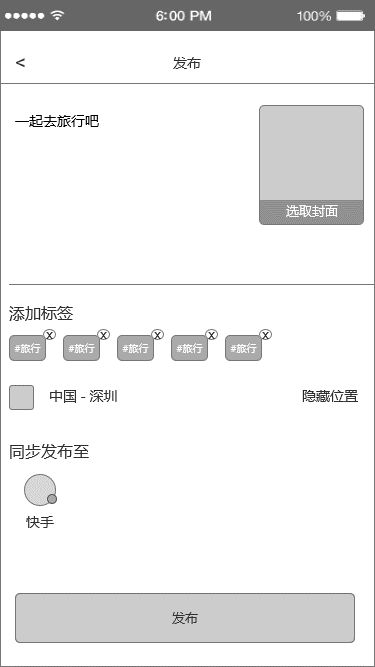 6:00 PM 100%
< 发布
一起去旅行吧
选取封面
添加标签
x x x x x
#旅行 #旅行 #旅行 #旅行 #旅行
中国 - 深圳 隐藏位置
同步发布至
快手
发布